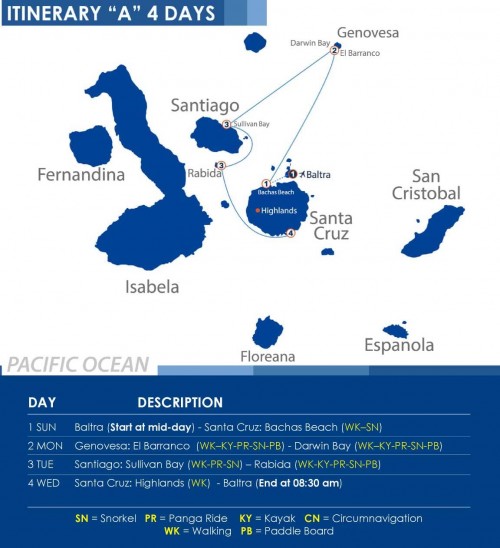 ITINERARY “A” 4 DAYS
Genovesa
Darwin Bay
2
El Barranco
Santiago
3
Sullivan Bay
Fernandina
3
Rabida
1
Baltra
1
Bachas Beach
San
Cristobal
Highlands
Santa
Cruz
4
Isabela
Floreana
Espanola
PACIFIC OCEAN
DAY DESCRIPTION
1 SUN Baltra (Start at mid-day) - Santa Cruz: Bachas Beach (WK–SN)
2 MON Genovesa: El Barranco (WK–KY-PR-SN-PB) - Darwin Bay (WK–KY-PR-SN-PB)
3 TUE Santiago: Sullivan Bay (WK-PR-SN) – Rabida (WK-KY-PR-SN-PB)
4 WED Santa Cruz: Highlands (WK) - Baltra (End at 08:30 am)
SN = Snorkel PR = Panga Ride KY = Kayak CN = Circumnavigation
WK = Walking PB = Paddle Board